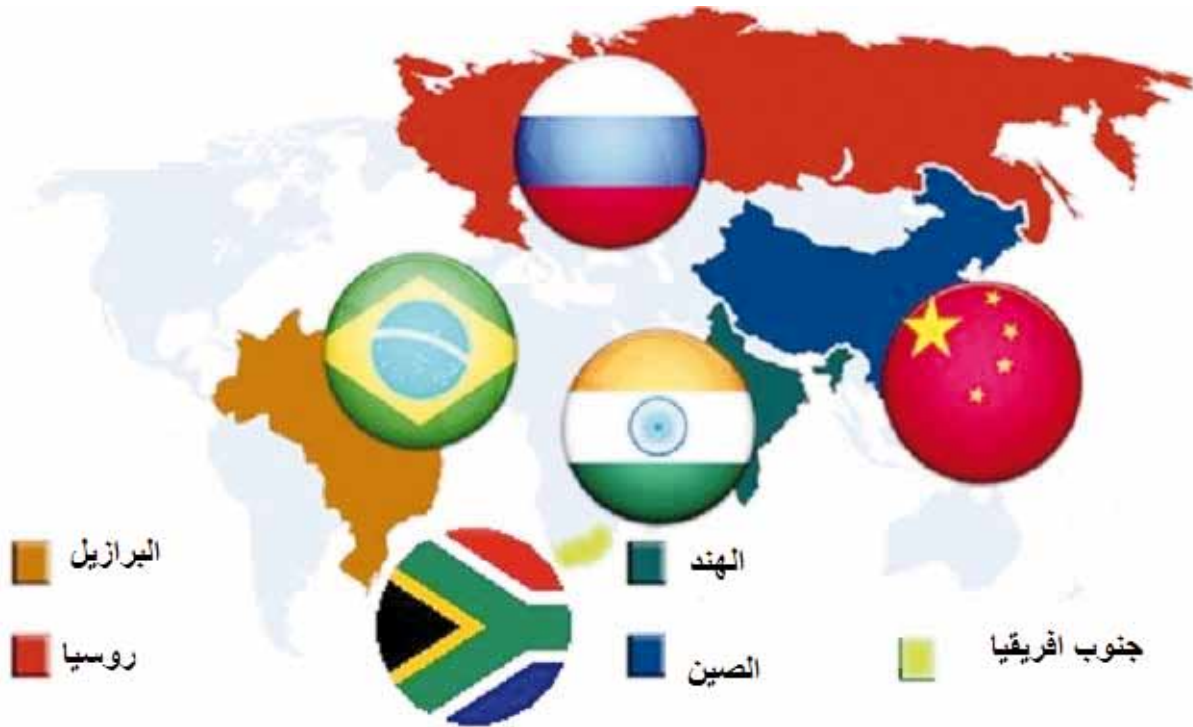 البرازيل
الهند
جنوب افريقيا
روسيا
الصين